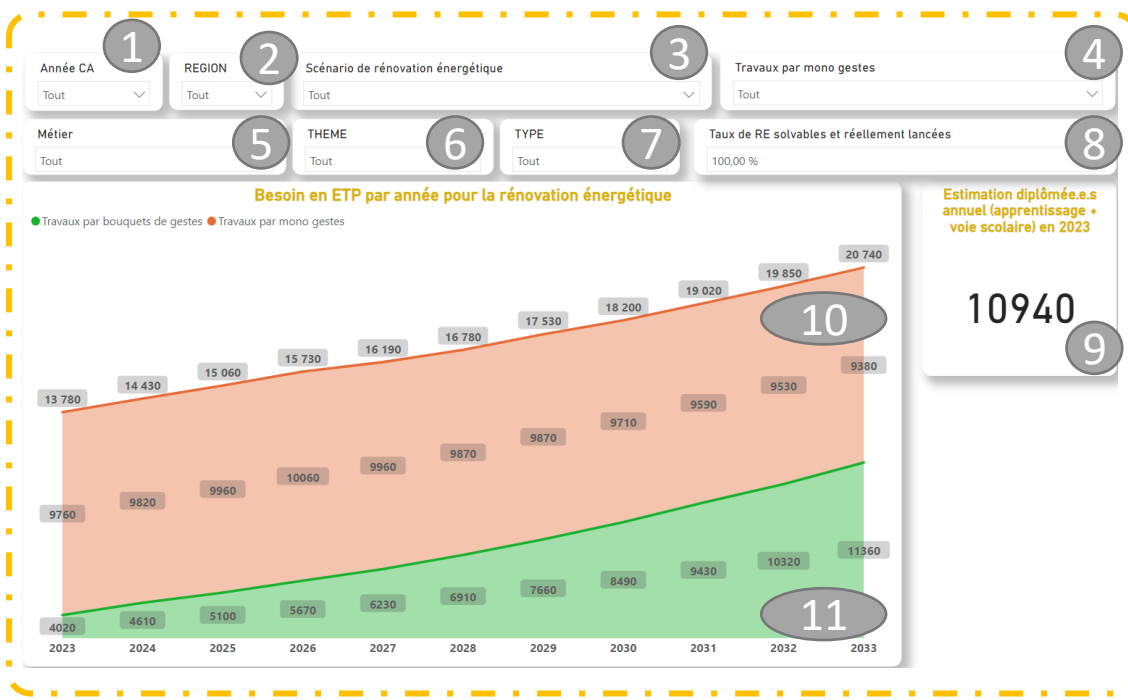 1
2
3
4
Année CA
REGION
Scénario de rénovation énergétique
Travaux par mono gestes
Tout
Tout
Tout
Tout
5
6
7
8
Métier
THEME
TYPE
Taux de RE solvables et réellement lancées
Tout
Tout
Tout
100,00 %
Besoin en ETP par année pour la rénovation énergétique
Travaux par bouquets de gestes
Travaux par mono gestes
Estimation diplômée.e.s
annuel (apprentissage +
voie scolaire) en 2023
10940
9
13 780
14 430
15 060
15 730
16 190
16 780
17 530
18 200
19 020
19 850
20 740
10
9760
9820
9960
10060
9960
9870
9870
9710
9590
9530
9380
4020
4610
5100
5670
6230
6910
7660
8490
9430
10320
11360
11
2023
2024
2025
2026
2027
2028
2029
2030
2031
2032
2033